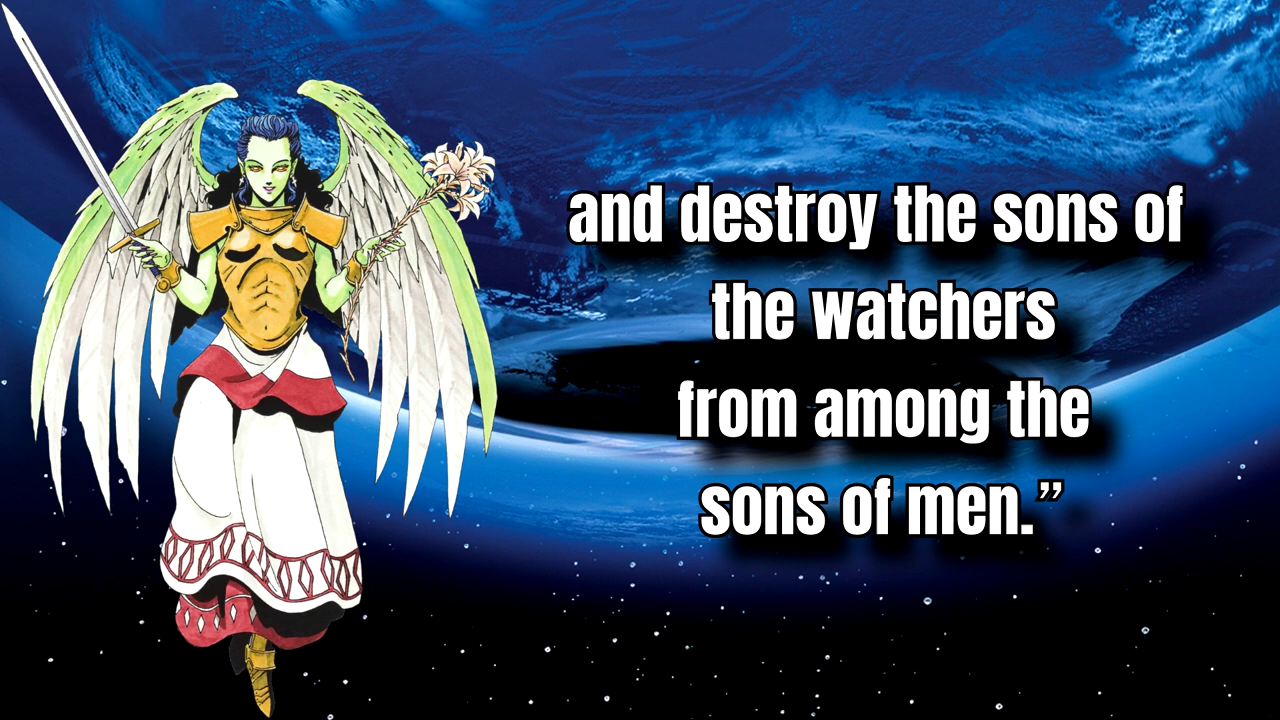 and destroy the sons of
the watchers
from among the
sons of men.”